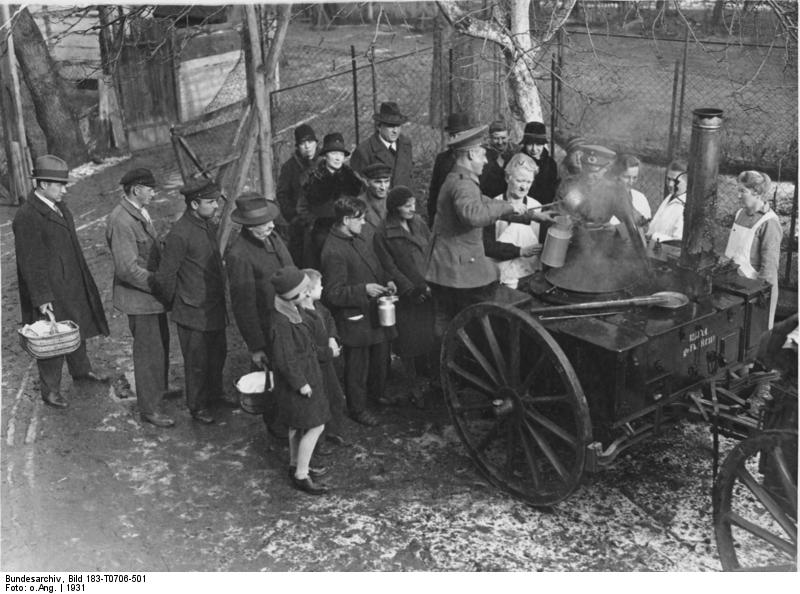 Bundesarchiv, Bild 183-T0706-501
Foto: o.Ang. | 1931